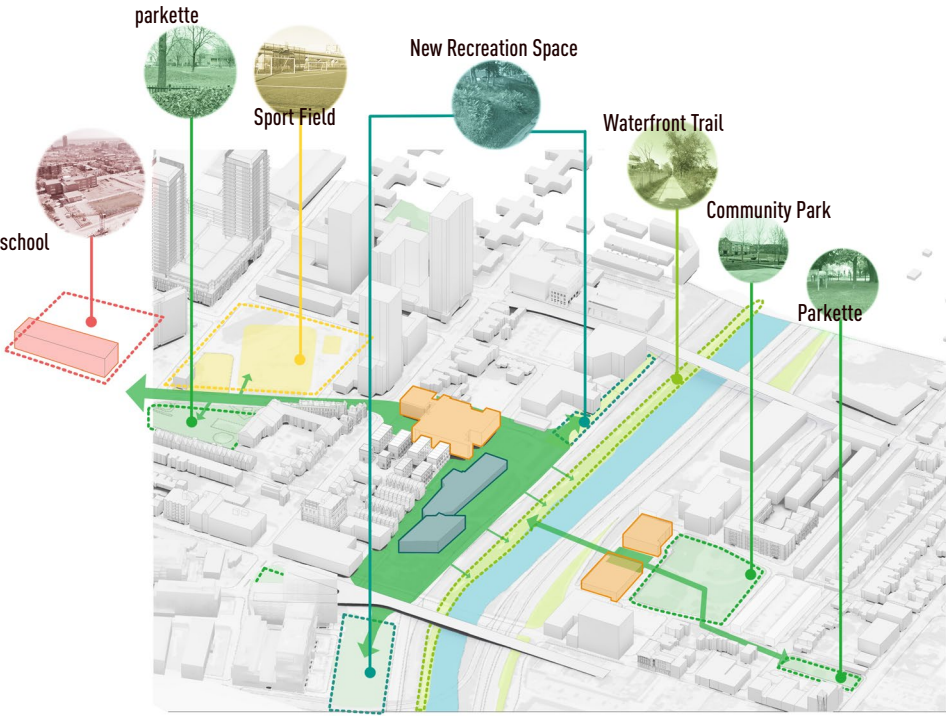 parkette
New Recreation Space
Sport Field
Waterfront Trail
Community Park
school
Parkette